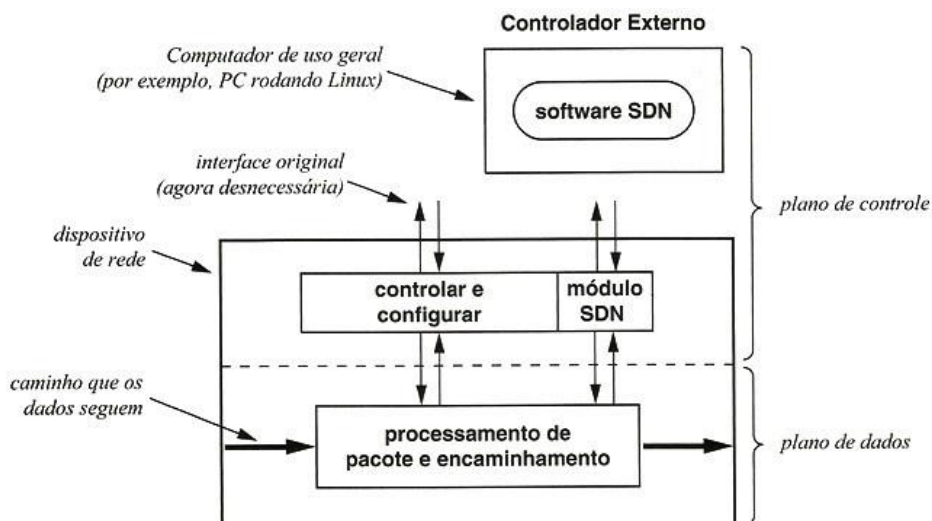 Controlador Externo
Computador de uso geral
(por exemplo, PC rodando Linux)
software SDN
interface original
(agora desnecessária)
plano de controle
dispositivo
de rede
controlar e
configurar
módulo
SDN
caminho que os
dados seguem
processamento de
pacote e encaminhamento
plano de dados